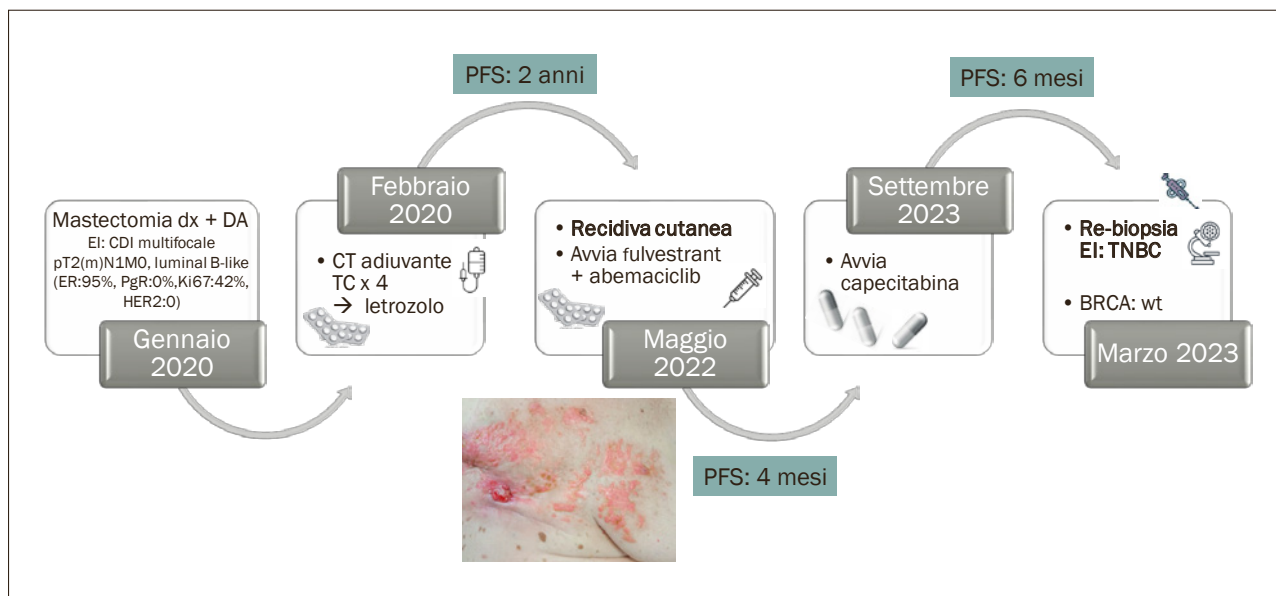 PFS: 2 anni
PFS: 6 mesi
Mastectomia dx + DA
EI: CDI multifocale
pT2(m)N1M0, luminal B-like
(ER:95%, PgR:0%,Ki67:42%,
HER2:0)
Gennaio
2020
Febbraio
2020
• CT adiuvante
TC x 4
→ letrozolo
• Recidiva cutanea
• Avvia fulvestrant
+ abemaciclib
Maggio
2022
Settembre
2023
• Avvia
capecitabina
• Re-biopsia
EI: TNBC
• BRCA: wt
Marzo 2023
PFS: 4 mesi